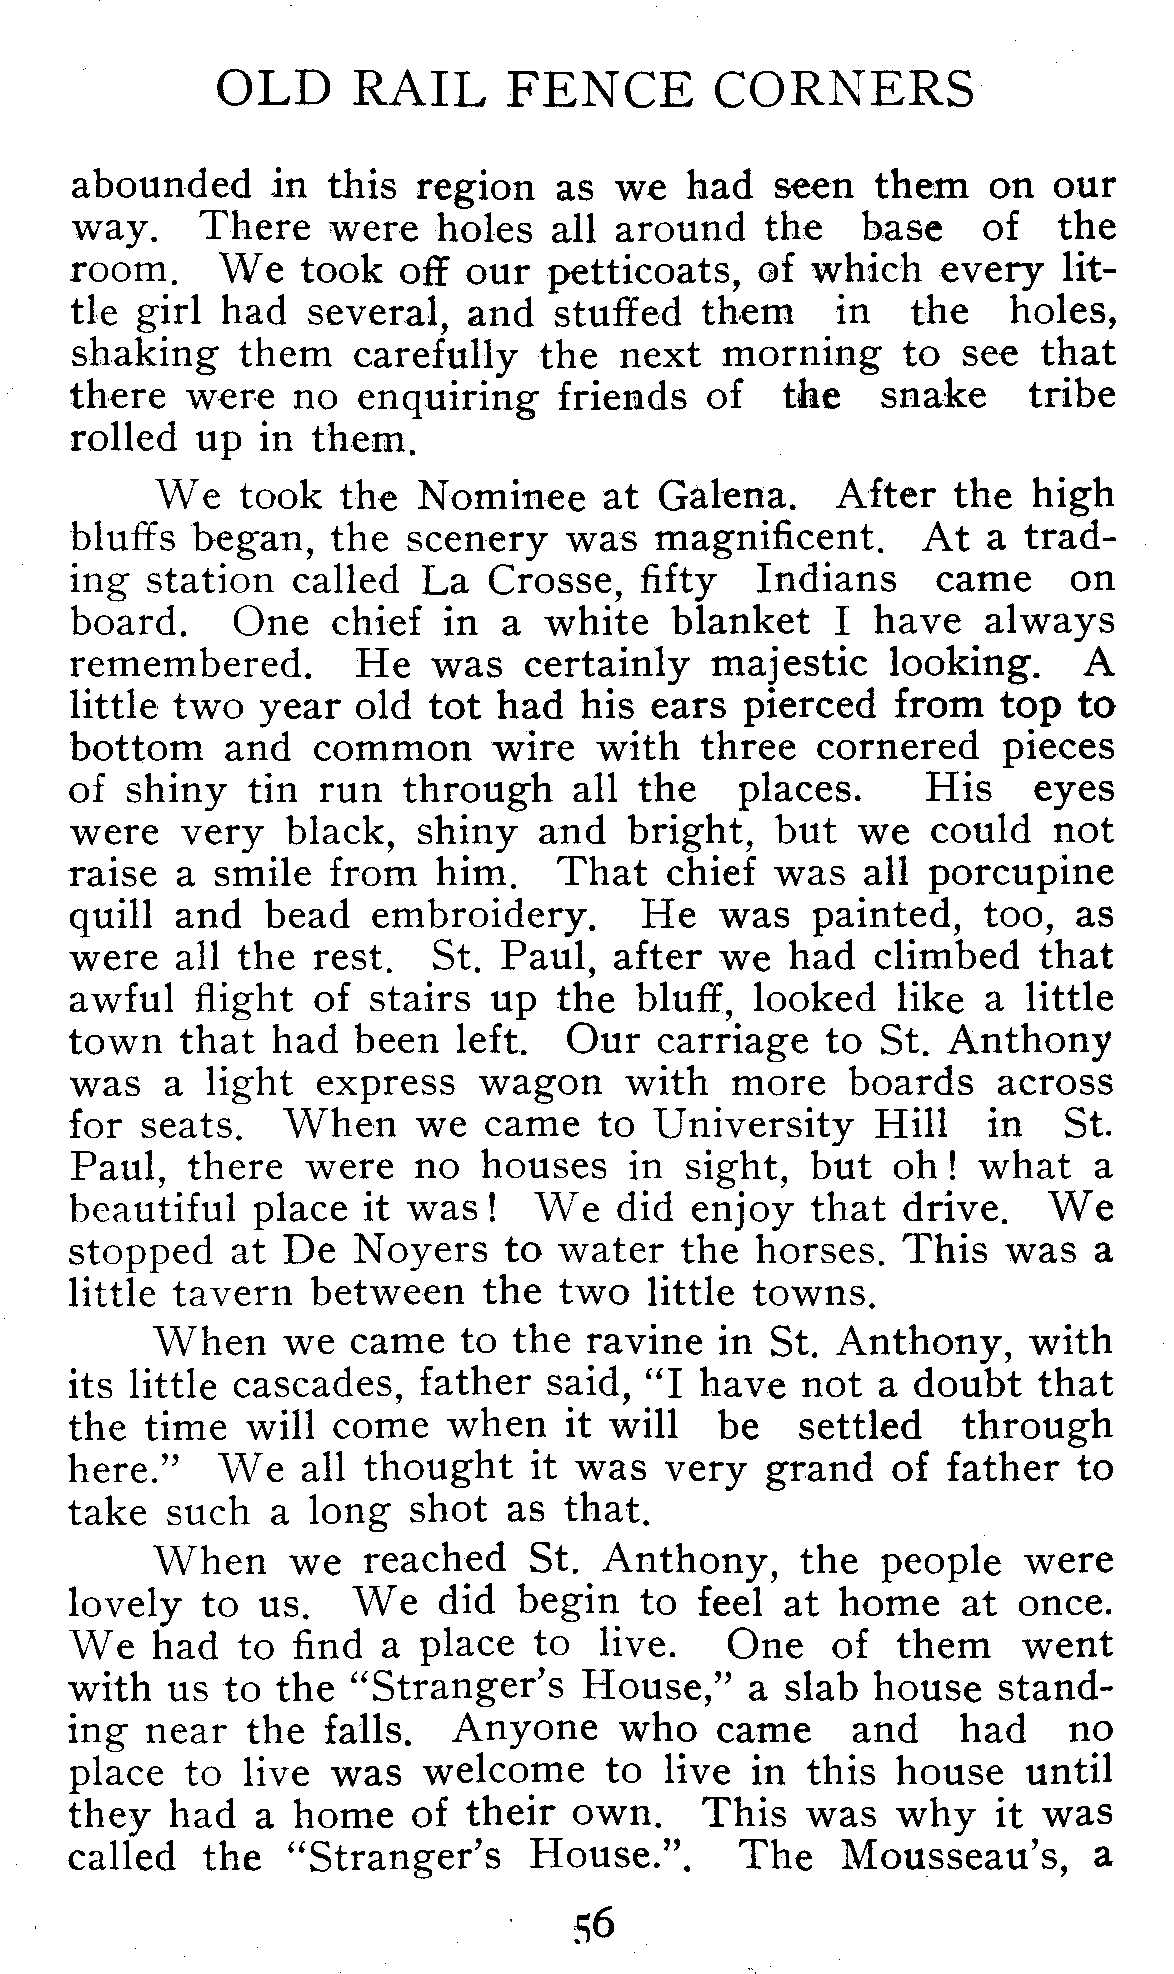 OLD RAIL FENCE CORNERS
abounded in this region as we had seen them on our
way. There were holes all around the base of the
room. We took off our petticoats, of which every lit-
tle girl had several, and stuffed them in the holes,
shaking them carefully the next morning to see that
there were no enquiring friends of the snake tribe
rolled up in them.
We took the Nominee at Galena. After the high
bluffs began, the scenery was magnificent. At a trad-
ing station called La Crosse, fifty Indians came on
board. One chief in a white blanket I have always
remembered. He was certainly majestic looking. A
little two year old tot had his ears pierced from top to
bottom and common wire with three cornered pieces
of shiny tin run through all the places. His eyes
were very black, shiny and bright, but we could not
raise a smile from him. That chief was all porcupine
quill and bead embroidery. He was painted, too, as
were all the rest. St. Paul, after we had climbed that
awful flight of stairs up the bluff, looked like a little
town that had been left. Our carriage to St. Anthony
was a light express wagon with more boards across
for seats. When we came to University Hill in St.
Paul, there were no houses in sight, but oh! what a
beautiful place it was! We did enjoy that drive. We
stopped at De Noyers to water the horses. This was a
little tavern between the two little towns.
When we came to the ravine in St. Anthony, with
its little cascades, father said, "I have not a doubt that
the time will come when it will be settled through
here." We all thought it was very grand of father to
take such a long shot as that.
When we reached St. Anthony, the people were
lovely to us. We did begin to feel at home at once.
We had to find a place to live. One of them went
with us to the "Stranger's House," a slab house stand-
ing near the falls. Anyone who came and had no
place to live was welcome to live in this house until
they had a home of their own. This was why it was
called the "Stranger's House.". The Mousseau's, a
56